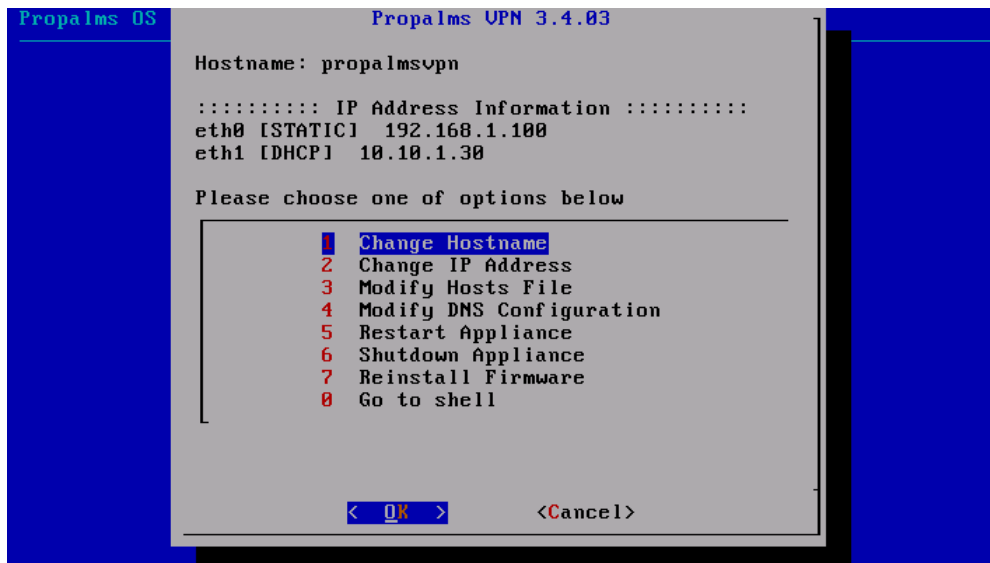 Propalms OS
Propalms VPN 3.4.03
Hostname: propalmsvpn
:::::::::: IP Address Information ::::::::::
eth0 [STATIC] 192.168.1.100
eth1 [DHCP] 10.10.1.30
Please choose one of options below
1 Change Hostname
2 Change IP Address
3 Modify Hosts File
4 Modify DNS Configuration
5 Restart Appliance
6 Shutdown Appliance
7 Reinstall Firmware
0 Go to shell
< OK > <Cancel>